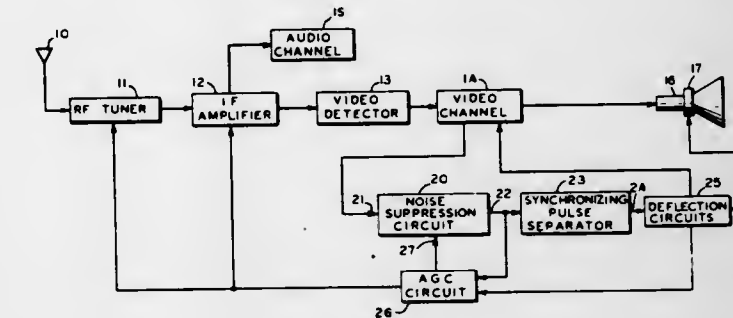 10
15
AUDIO
CHANNEL
11
RF TUNER
12
IF
AMPLIFIER
13
VIDEO
DETECTOR
14
VIDEO
CHANNEL
16
17
20
21
NOISE
SUPPRESSION
CIRCUIT
22
23
SYNCHRONIZING
PULSE
SEPARATOR
24
25
DEFLECTION
CIRCUITS
27
AGC
CIRCUIT
26